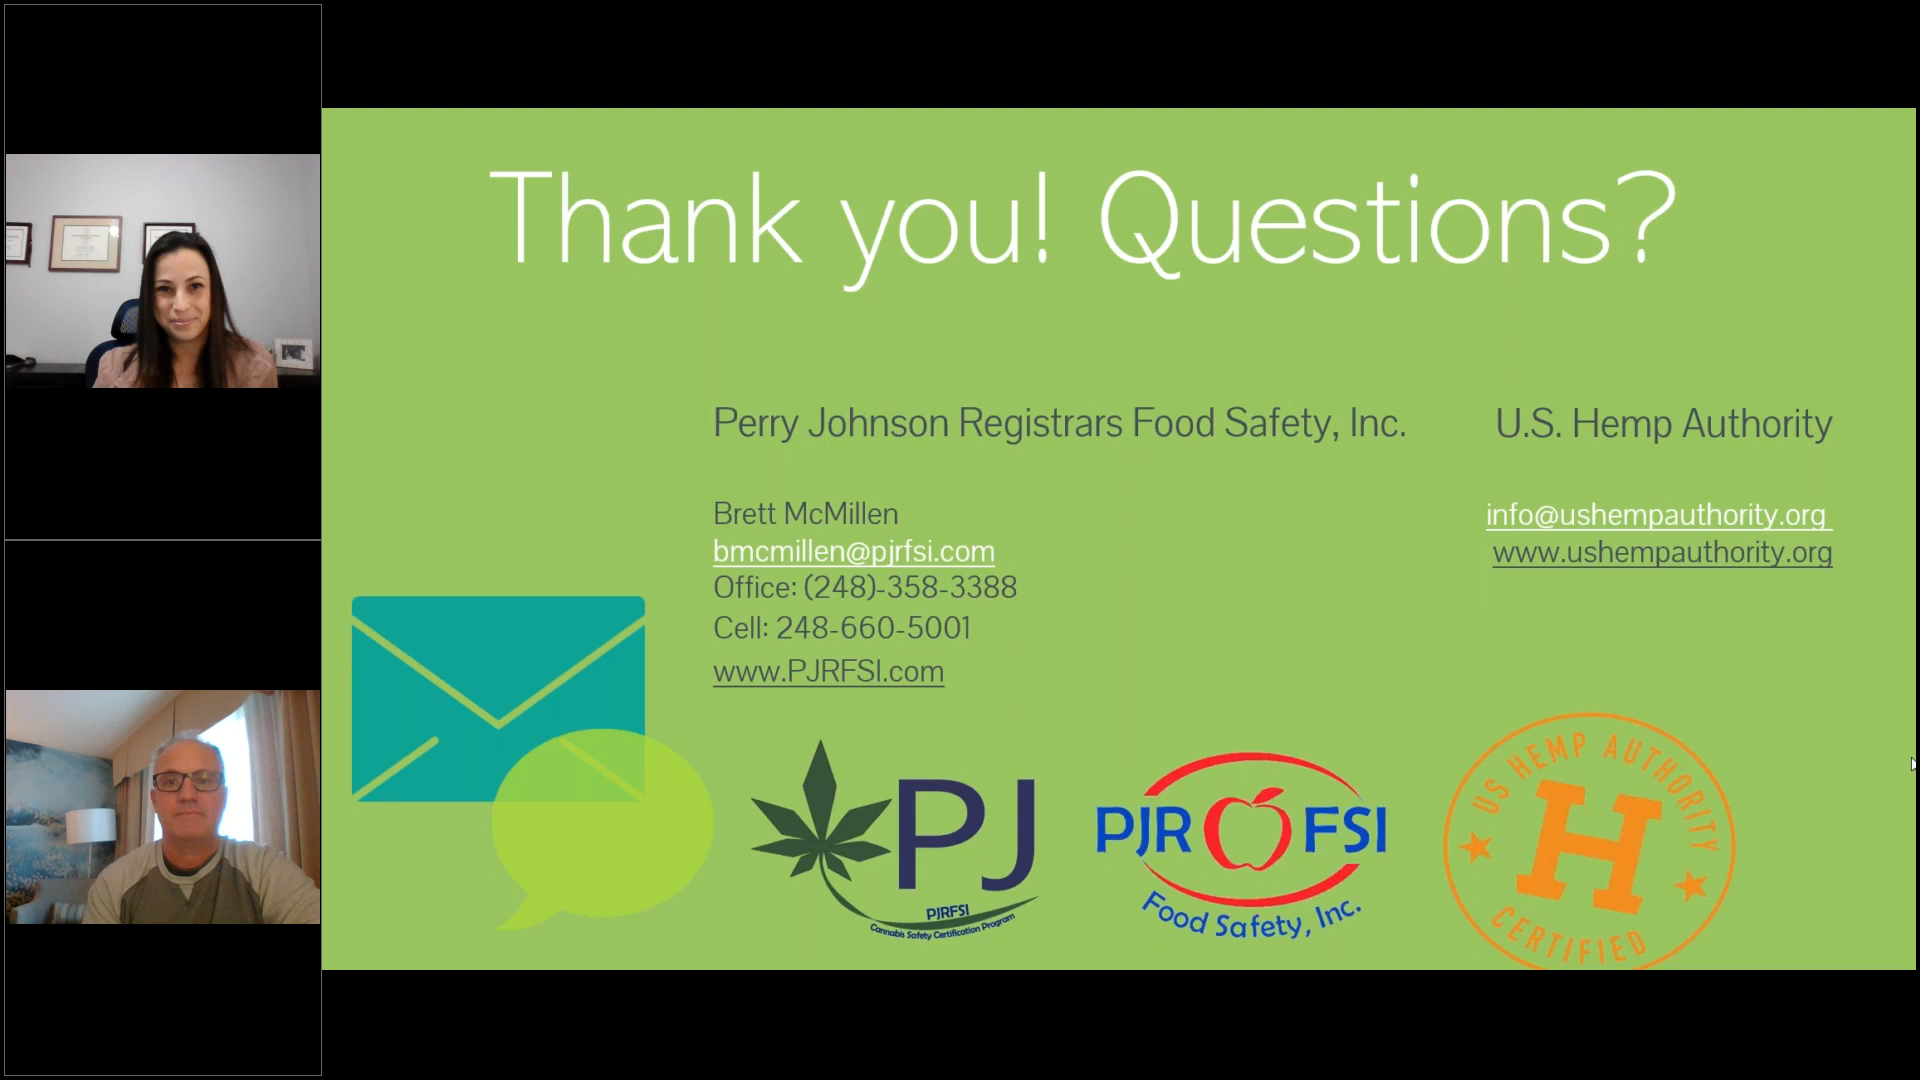 Thank you! Questions?
Perry Johnson Registrars Food Safety, Inc.
U.S. Hemp Authority
Brett McMillen
bmcmillen@pjrfsi.com
Office: (248)-358-3388
Cell: 248-660-5001
www.PJRFSI.com
info@ushempauthority.org
www.ushempauthority.org
PJ
PJRFSI
Cannabis Safety Certification Program
PJR FSI
Food Safety, Inc.
US HEMP AUTHORITY
H
CERTIFIED